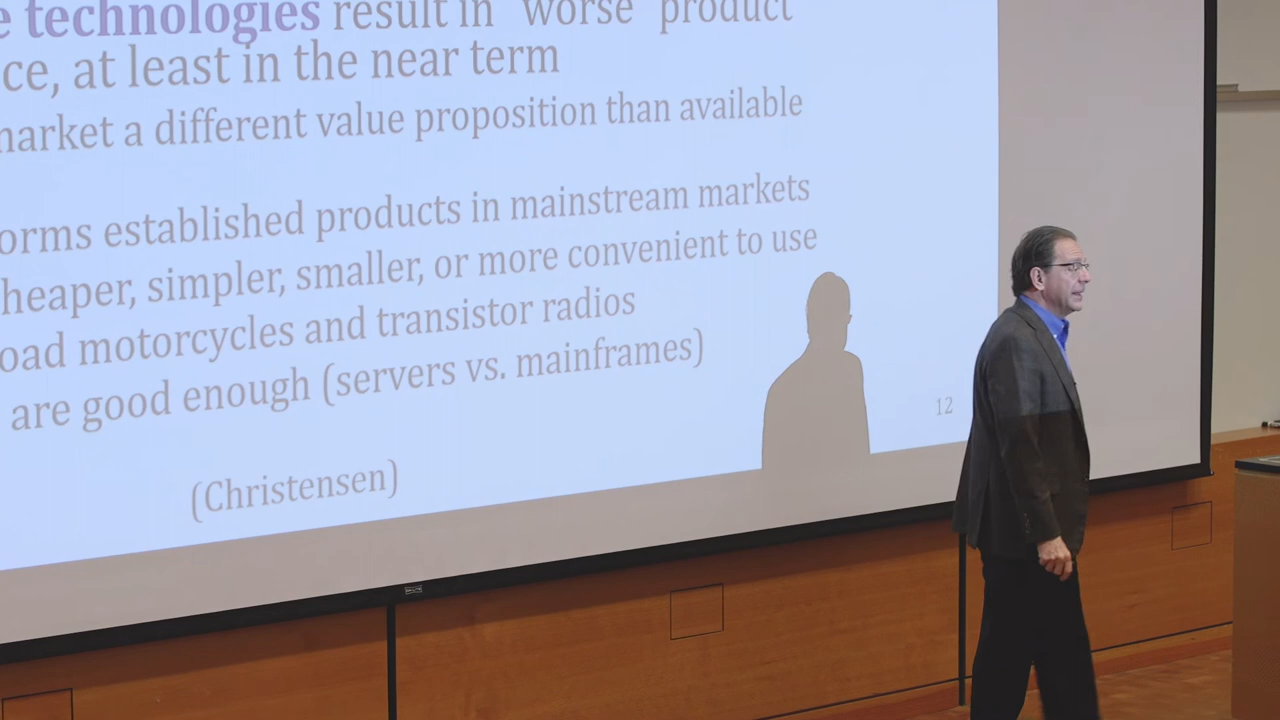 e technologies result in "worse" product
ce, at least in the near term
market a different value proposition than available
orms established products in mainstream markets
heaper, simpler, smaller, or more convenient to use
oad motorcycles and transistor radios
are good enough (servers vs. mainframes)
12
(Christensen)